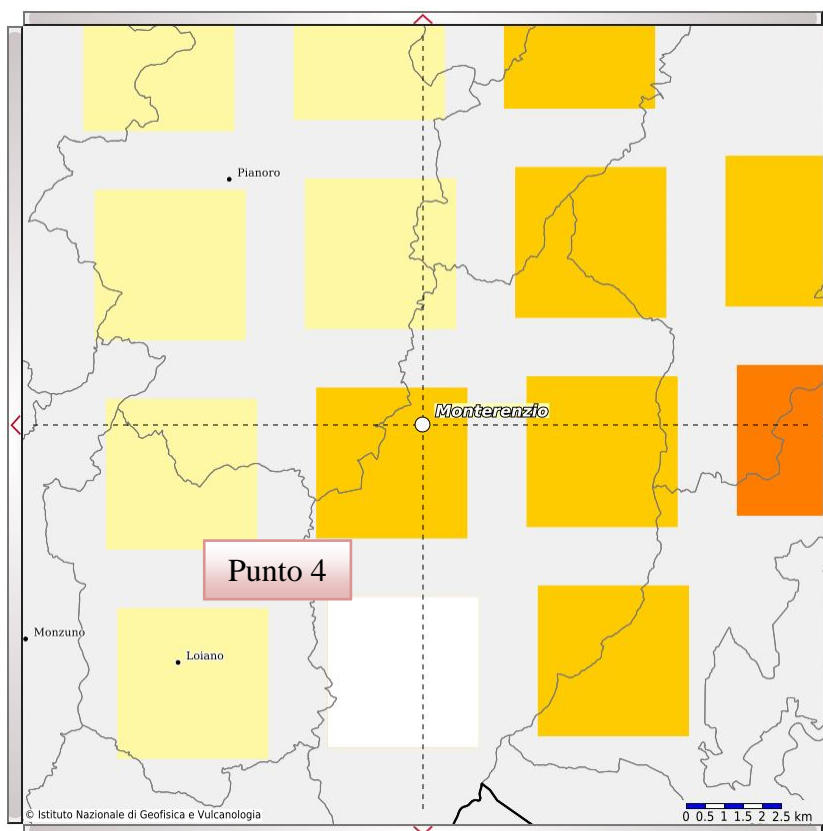 Pianoro
Monterenzio
Punto 4
Monzuno
Loiano
© Istituto Nazionale di Geofisica e Vulcanologia
0 0.5 1 1.5 2 2.5 km